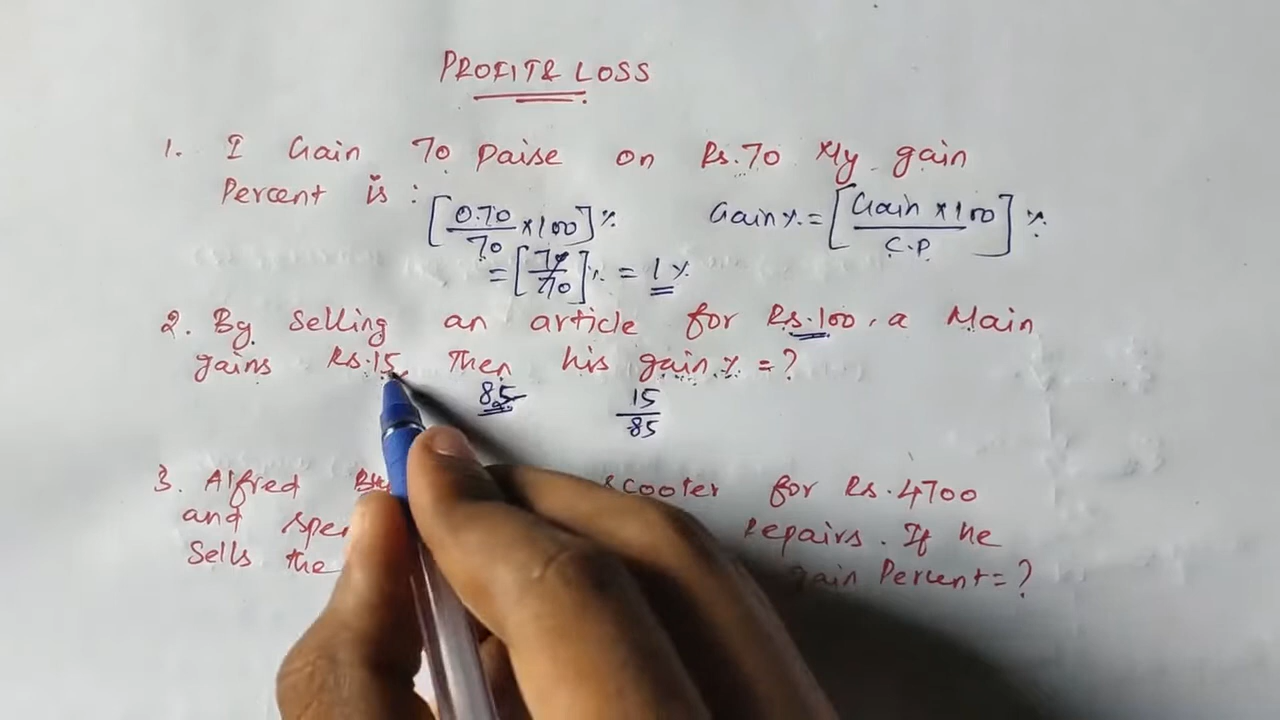 PROFIT& LOSS
1. I Gain 70 Paise on Rs.70 My gain
Percent is :
[0.70/70 ×100]%
Gain%=[Gain ×100/C.P]%
=[70/70]% = 1%
2. By Selling an article for Rs.100, a Main
gains Rs.15, Then his gain % =?
85
15/85
3. Alfred scooter for Rs.4700
and Repairs. If he
Sells the gain Percent=?